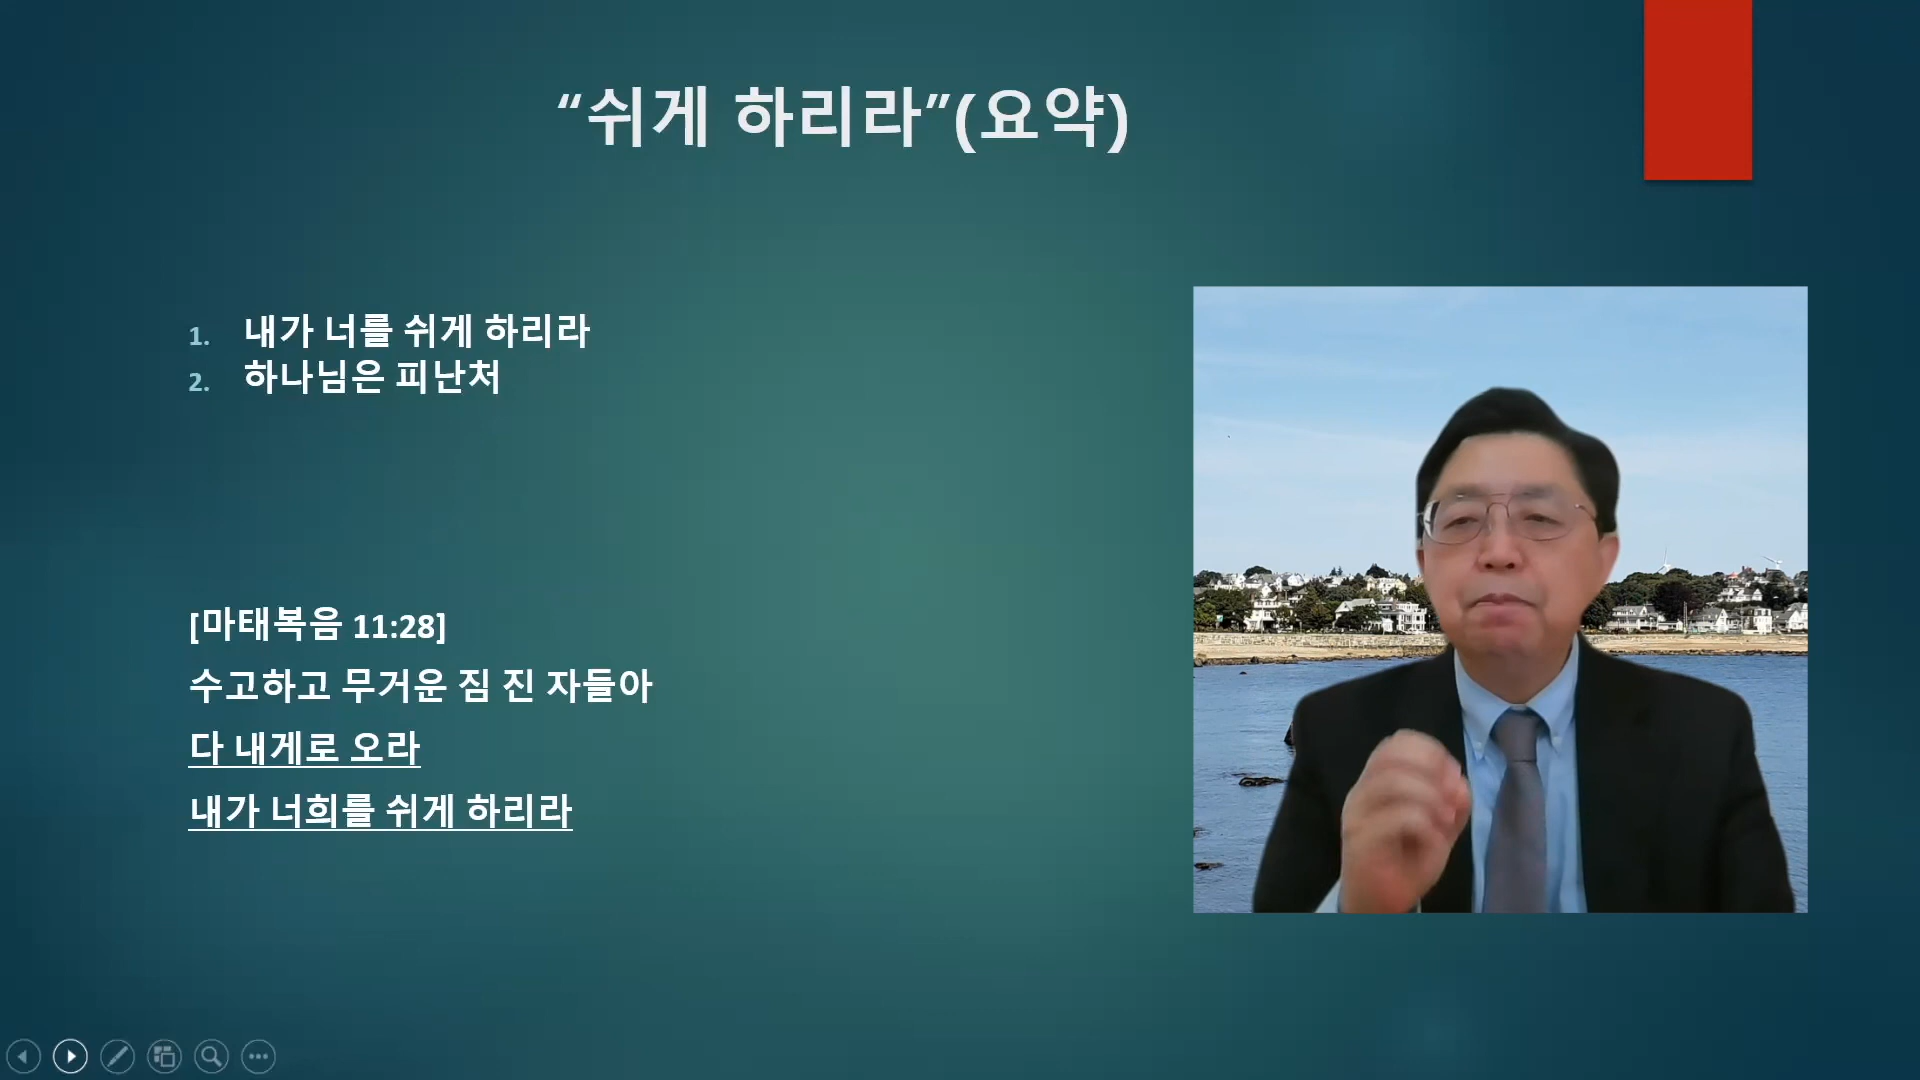 “쉬게 하리라”(요약)
1. 내가 너를 쉬게 하리라
2. 하나님은 피난처
[마태복음 11:28]
수고하고 무거운 짐 진 자들아
다 내게로 오라
내가 너희를 쉬게 하리라